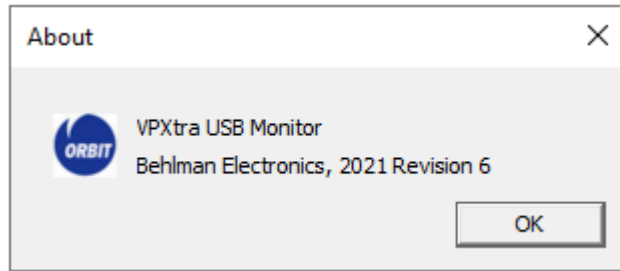 About
ORBIT
VPXtra USB Monitor
Behlman Electronics, 2021 Revision 6
OK